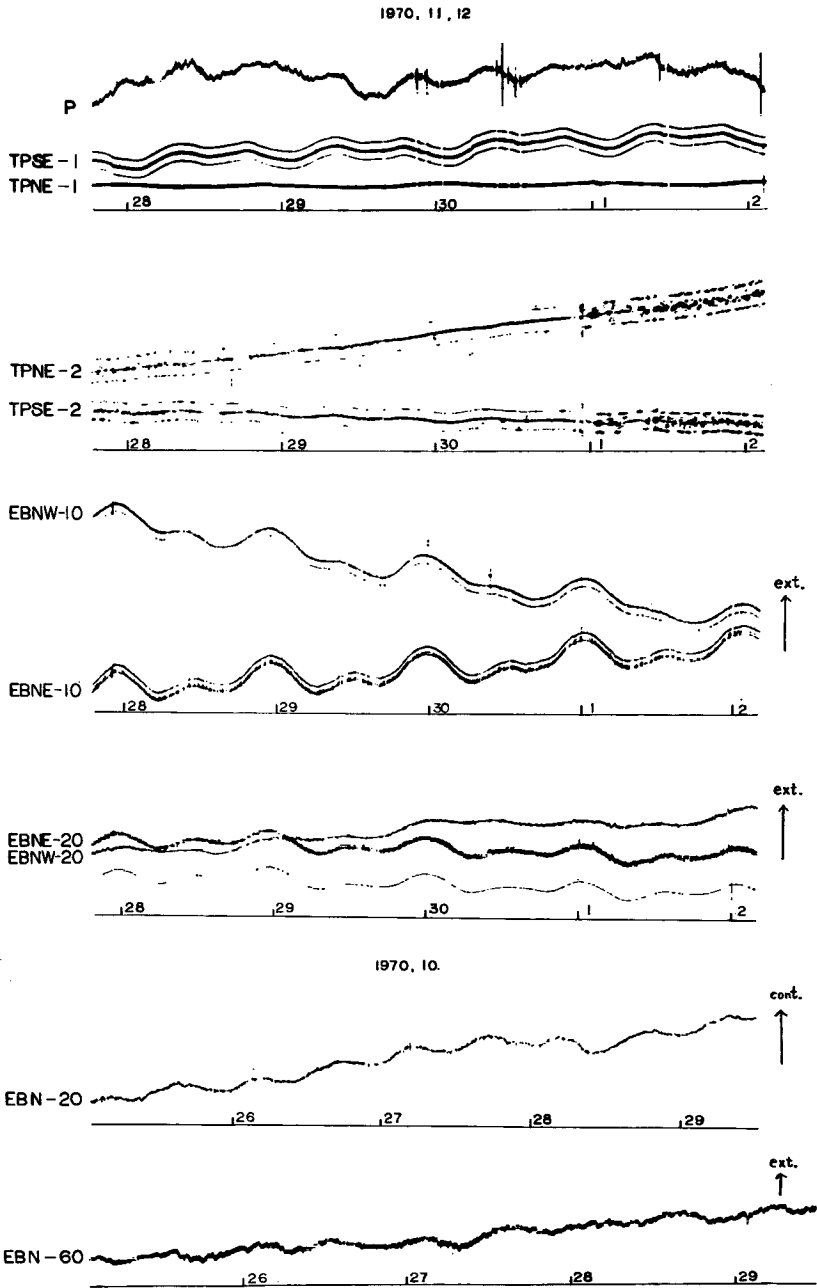 1970, 11, 12
P
TPSE-1
TPNE-1
28 29 30 1 2
TPNE-2
TPSE-2
28 29 30 1 2
EBNW-10
ext.
EBNE-10
28 29 30 1 2
ext.
EBNE-20
EBNW-20
28 29 30 1 2
1970, 10.
cont.
EBN-20
26 27 28 29
ext.
EBN-60
26 27 28 29